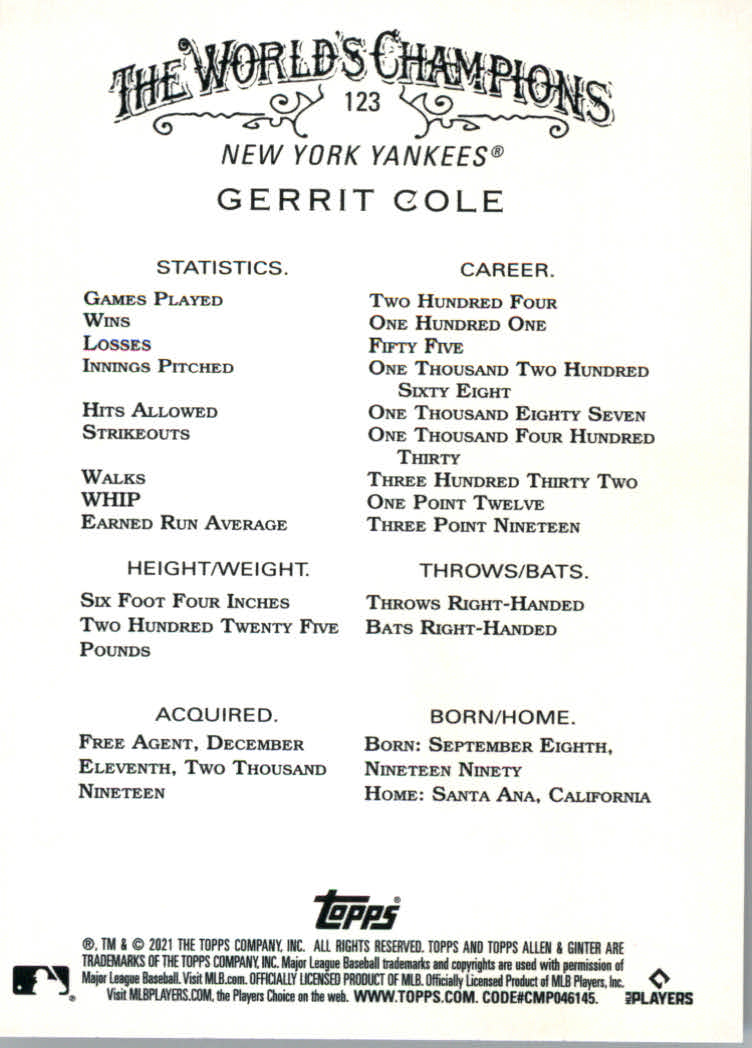 THE WORLD'S CHAMPIONS
123
NEW YORK YANKEES®
GERRIT COLE
STATISTICS. CAREER.
GAMES PLAYED TWO HUNDRED FOUR
WINS ONE HUNDRED ONE
LOSSES FIFTY FIVE
INNINGS PITCHED ONE THOUSAND TWO HUNDRED
SIXTY EIGHT
HITS ALLOWED ONE THOUSAND EIGHTY SEVEN
STRIKEOUTS ONE THOUSAND FOUR HUNDRED
THIRTY
WALKS THREE HUNDRED THIRTY TWO
WHIP ONE POINT TWELVE
EARNED RUN AVERAGE THREE POINT NINETEEN
HEIGHT/WEIGHT. THROWS/BATS.
SIX FOOT FOUR INCHES THROWS RIGHT-HANDED
TWO HUNDRED TWENTY FIVE BATS RIGHT-HANDED
POUNDS
ACQUIRED. BORN/HOME.
FREE AGENT, DECEMBER BORN: SEPTEMBER EIGHTH,
ELEVENTH, TWO THOUSAND NINETEEN NINETY
NINETEEN HOME: SANTA ANA, CALIFORNIA
Topps®
®, TM & © 2021 THE TOPPS COMPANY, INC. ALL RIGHTS RESERVED. TOPPS AND TOPPS ALLEN & GINTER ARE
TRADEMARKS OF THE TOPPS COMPANY, INC. Major League Baseball trademarks and copyrights are used with permission of
Major League Baseball. Visit MLB.com. OFFICIALLY LICENSED PRODUCT OF MLB. Officially Licensed Product of MLB Players, Inc.
Visit MLBPLAYERS.COM, the Players Choice on the web. WWW.TOPPS.COM. CODE#CMP046145.
MLB PLAYERS